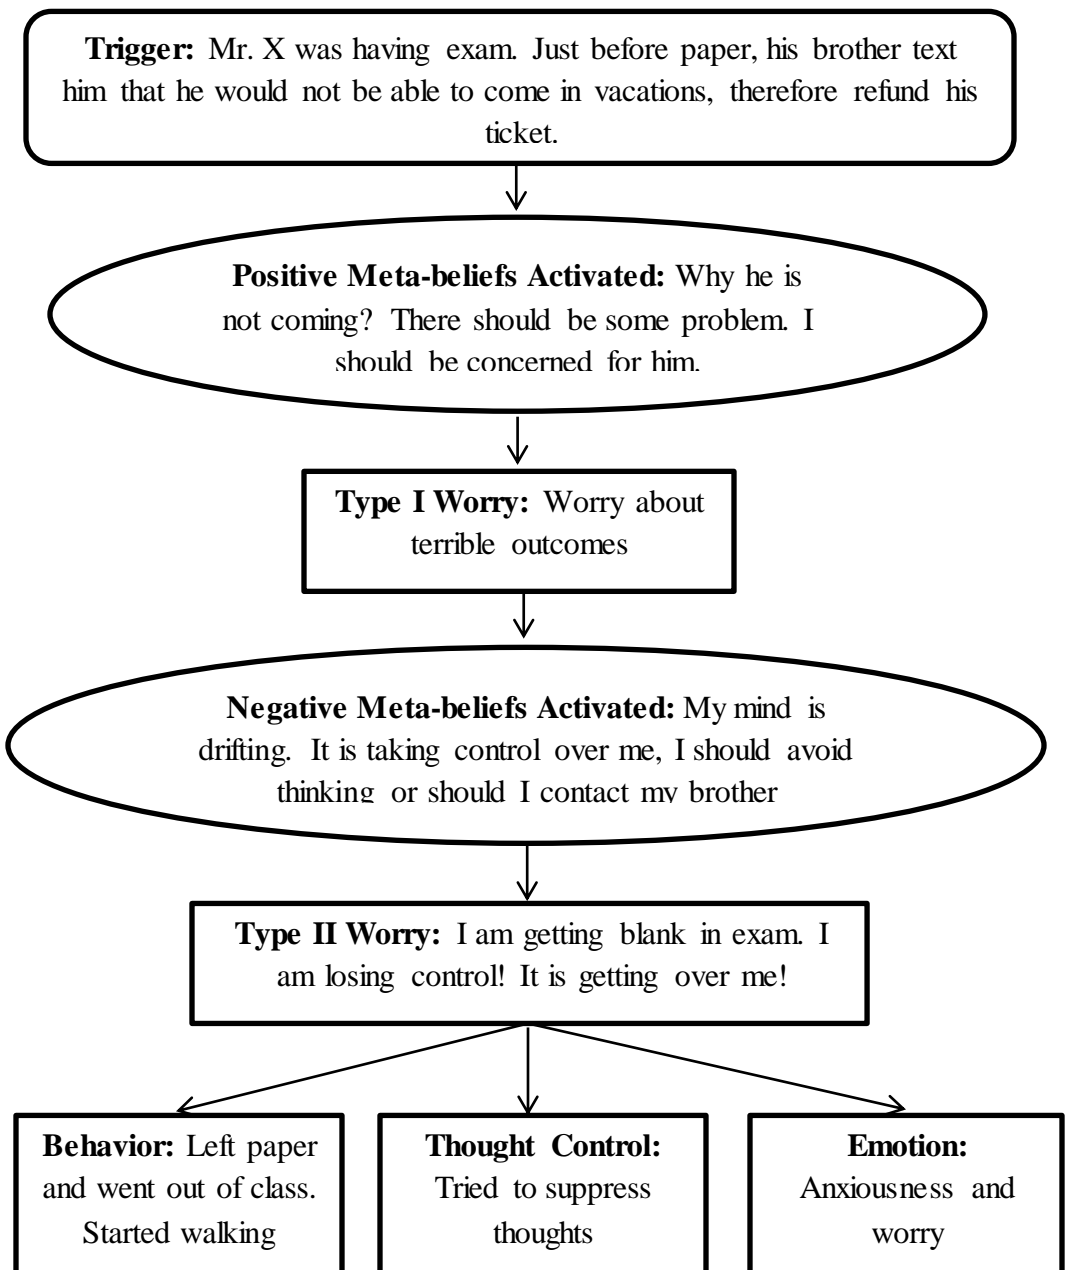 Trigger: Mr. X was having exam. Just before paper, his brother text
him that he would not be able to come in vacations, therefore refund his
ticket.
Positive Meta-beliefs Activated: Why he is
not coming? There should be some problem. I
should be concerned for him.
Type I Worry: Worry about
terrible outcomes
Negative Meta-beliefs Activated: My mind is
drifting. It is taking control over me, I should avoid
thinking or should I contact my brother
Type II Worry: I am getting blank in exam. I
am losing control! It is getting over me!
Behavior: Left paper
and went out of class.
Started walking
Thought Control:
Tried to suppress
thoughts
Emotion:
Anxiousness and
worry